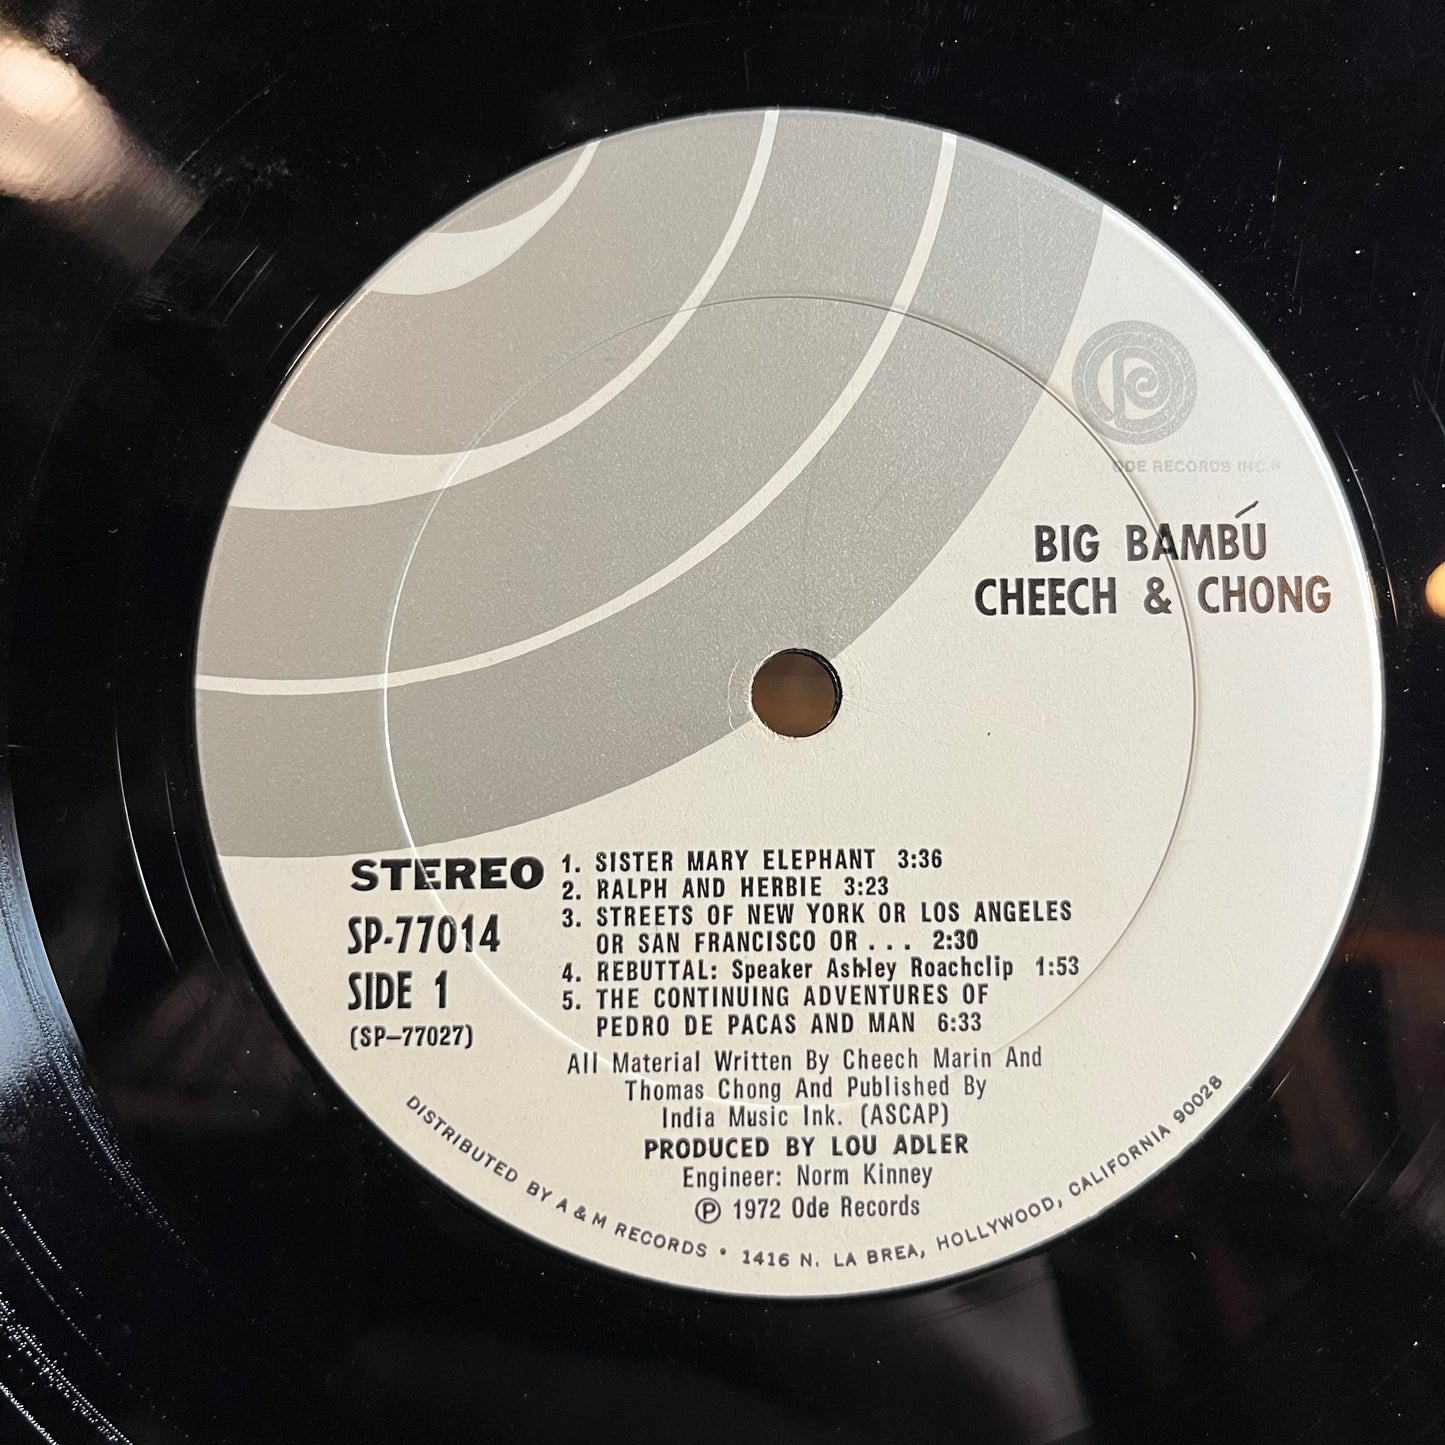 ODE RECORDS INC.
BIG BAMBÚ
CHEECH & CHONG
STEREO
SP-77014
SIDE 1
(SP–77027)
1. SISTER MARY ELEPHANT 3:36
2. RALPH AND HERBIE 3:23
3. STREETS OF NEW YORK OR LOS ANGELES
OR SAN FRANCISCO OR . . . 2:30
4. REBUTTAL: Speaker Ashley Roachclip 1:53
5. THE CONTINUING ADVENTURES OF
PEDRO DE PACAS AND MAN 6:33
All Material Written By Cheech Marin And
Thomas Chong And Published By
India Music Ink. (ASCAP)
PRODUCED BY LOU ADLER
Engineer: Norm Kinney
℗ 1972 Ode Records
DISTRIBUTED BY A & M RECORDS • 1416 N. LA BREA, HOLLYWOOD, CALIFORNIA 90028